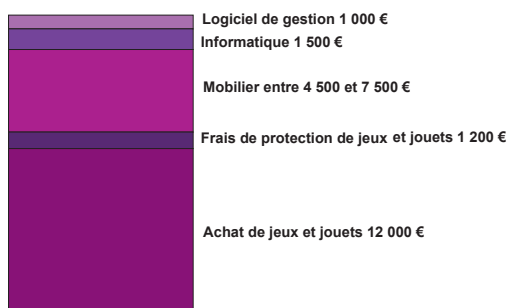 Logiciel de gestion 1 000 €
Informatique 1 500 €
Mobilier entre 4 500 et 7 500 €
Frais de protection de jeux et jouets 1 200 €
Achat de jeux et jouets 12 000 €